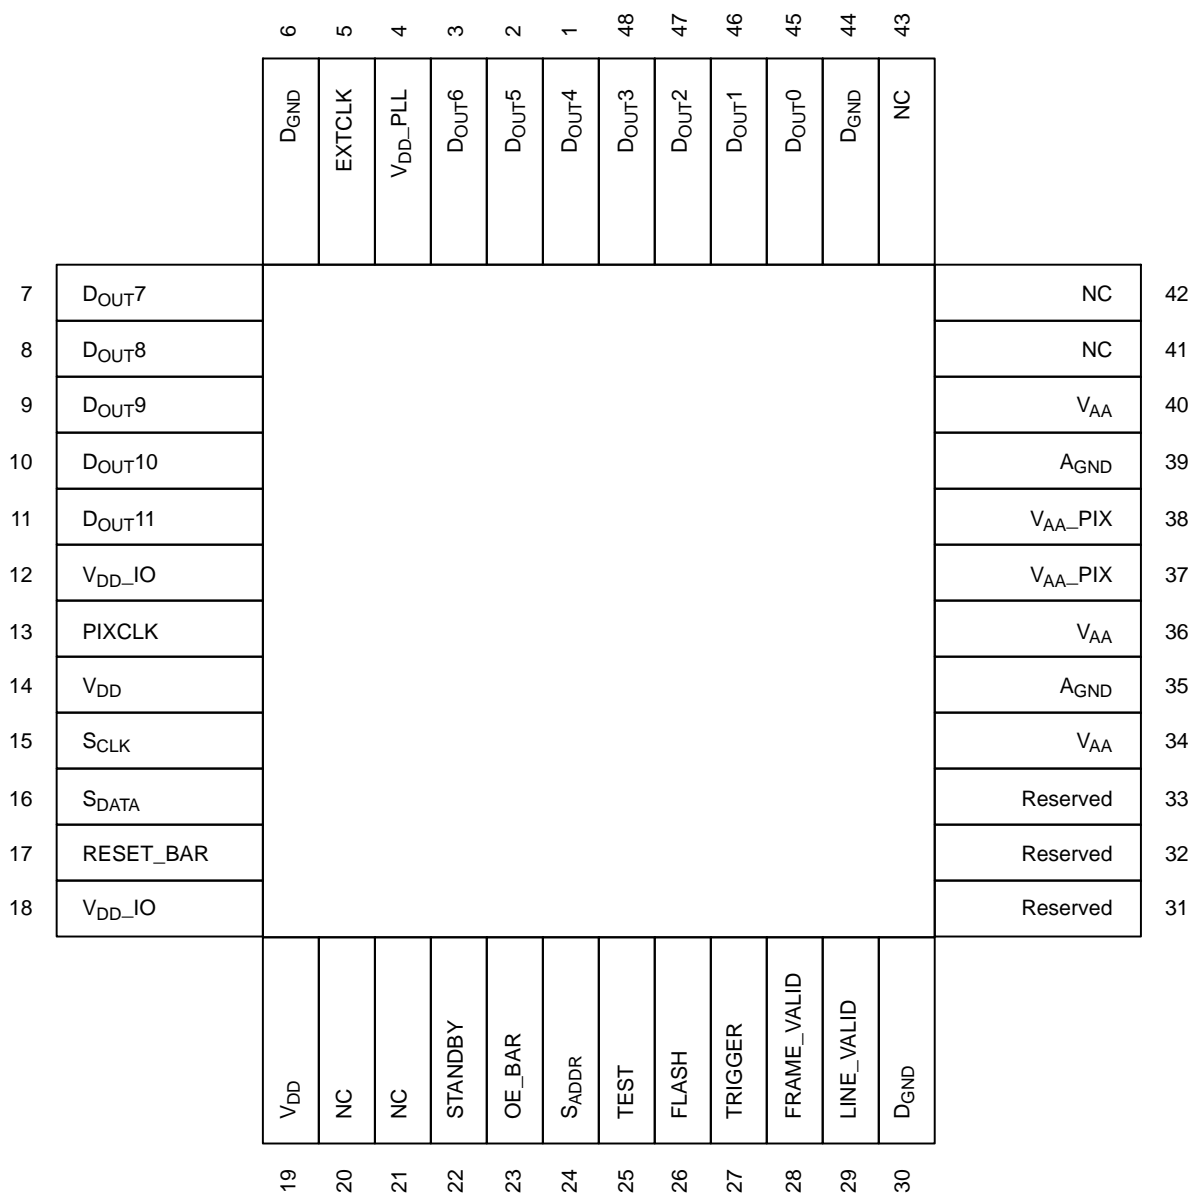 6 5 4 3 2 1 48 47 46 45 44 43
DGND
EXTCLK
VDD_PLL
DOUT6
DOUT5
DOUT4
DOUT3
DOUT2
DOUT1
DOUT0
DGND
NC
7 DOUT7
8 DOUT8
9 DOUT9
10 DOUT10
11 DOUT11
12 VDD_IO
13 PIXCLK
14 VDD
15 SCLK
16 SDATA
17 RESET_BAR
18 VDD_IO
NC 42
NC 41
VAA 40
AGND 39
VAA_PIX 38
VAA_PIX 37
VAA 36
AGND 35
VAA 34
Reserved 33
Reserved 32
Reserved 31
VDD
NC
NC
STANDBY
OE_BAR
SADDR
TEST
FLASH
TRIGGER
FRAME_VALID
LINE_VALID
DGND
19 20 21 22 23 24 25 26 27 28 29 30